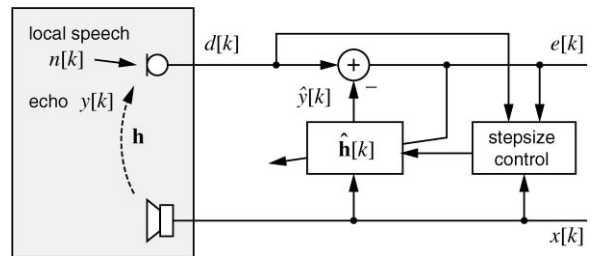 local speech
n[k]
d[k]
e[k]
+
−
echo y[k]
ŷ[k]
h
ĥ[k]
stepsize
control
x[k]